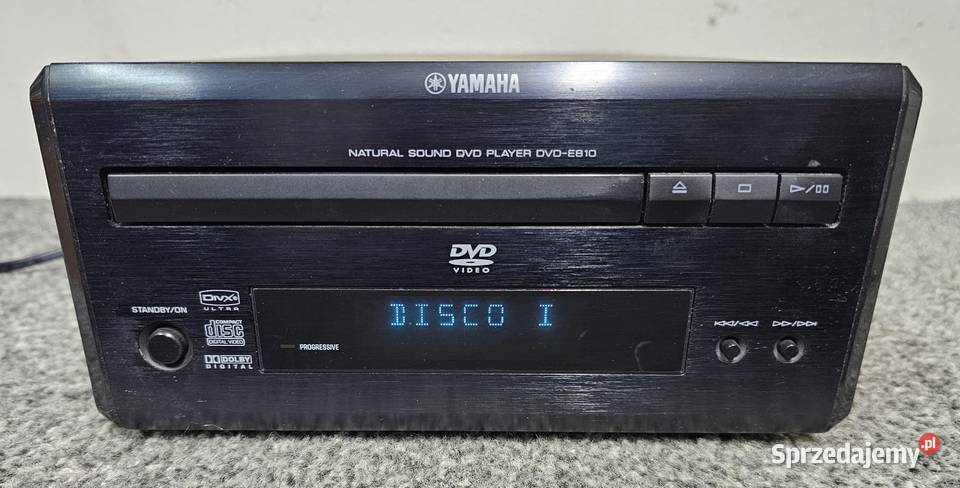 YAMAHA
NATURAL SOUND DVD PLAYER DVD-E810
DVD
VIDEO
STANDBY/ON
DivX
ULTRA
COMPACT
disc
DIGITAL VIDEO
DOLBY
DIGITAL
DISCO I
PROGRESSIVE
Sprzedajemy.pl